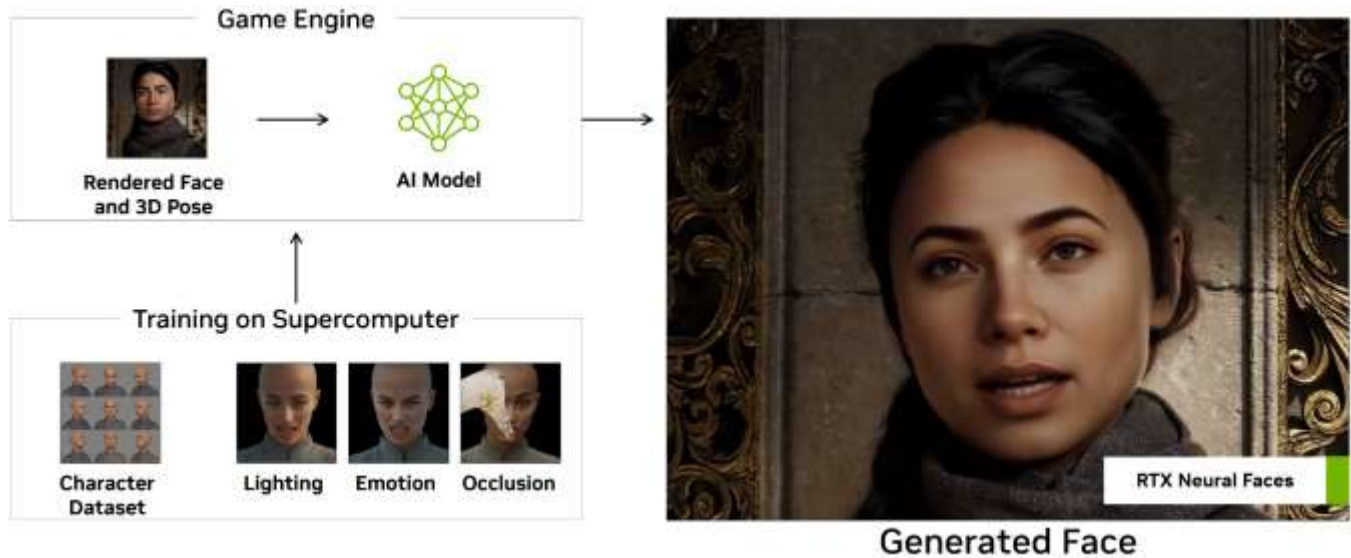 Game Engine
Rendered Face
and 3D Pose
AI Model
Training on Supercomputer
Character
Dataset
Lighting
Emotion
Occlusion
RTX Neural Faces
Generated Face